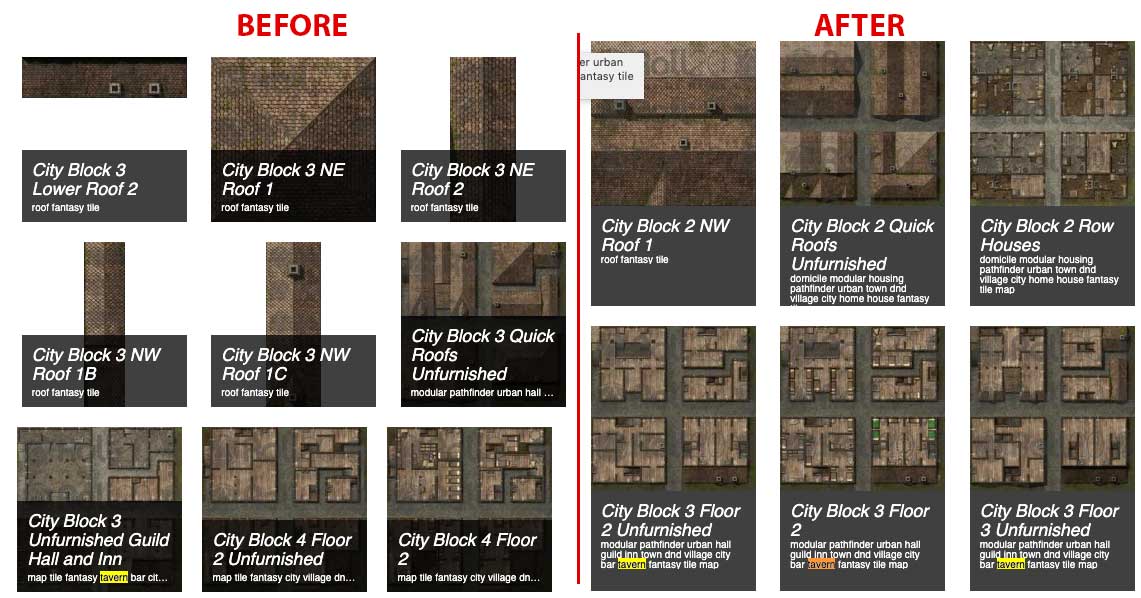 BEFORE
City Block 3
Lower Roof 2
roof fantasy tile
City Block 3 NE
Roof 1
roof fantasy tile
City Block 3 NE
Roof 2
roof fantasy tile
City Block 3 NW
Roof 1B
roof fantasy tile
City Block 3 NW
Roof 1C
roof fantasy tile
City Block 3 Quick
Roofs
Unfurnished
modular pathfinder urban hall ...
City Block 3
Unfurnished Guild
Hall and Inn
map tile fantasy tavern bar cit...
City Block 4 Floor
2 Unfurnished
map tile fantasy city village dn...
City Block 4 Floor
2
map tile fantasy city village dn...
AFTER
er urban
antasy tile
City Block 2 NW
Roof 1
roof fantasy tile
City Block 2 Quick
Roofs
Unfurnished
domicile modular housing
pathfinder urban town dnd
village city home house fantasy
City Block 2 Row
Houses
domicile modular housing
pathfinder urban town dnd
village city home house fantasy
tile map
City Block 3 Floor
2 Unfurnished
modular pathfinder urban hall
guild inn town dnd village city
bar tavern fantasy tile map
City Block 3 Floor
2
modular pathfinder urban hall
guild inn town dnd village city
bar tavern fantasy tile map
City Block 3 Floor
3 Unfurnished
modular pathfinder urban hall
guild inn town dnd village city
bar tavern fantasy tile map